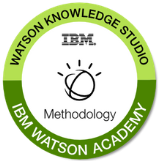 WATSON KNOWLEDGE STUDIO
IBM
Methodology
IBM WATSON ACADEMY